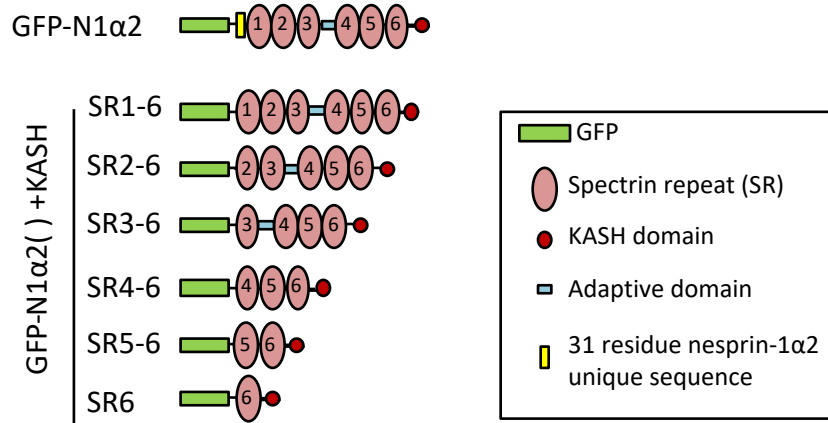 GFP-N1α2
1 2 3 4 5 6
GFP-N1α2( ) +KASH
SR1-6
1 2 3 4 5 6
SR2-6
2 3 4 5 6
SR3-6
3 4 5 6
SR4-6
4 5 6
SR5-6
5 6
SR6
6
GFP
Spectrin repeat (SR)
KASH domain
Adaptive domain
31 residue nesprin-1α2
unique sequence